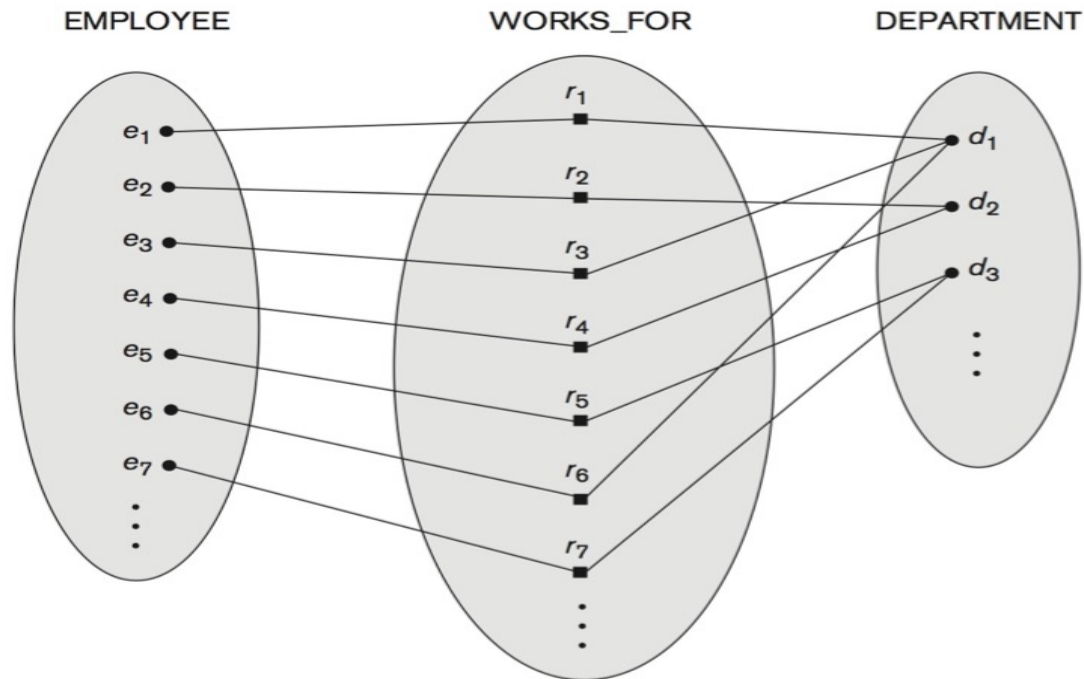 EMPLOYEE WORKS_FOR DEPARTMENT
e1
e2
e3
e4
e5
e6
e7
r1
r2
r3
r4
r5
r6
r7
d1
d2
d3